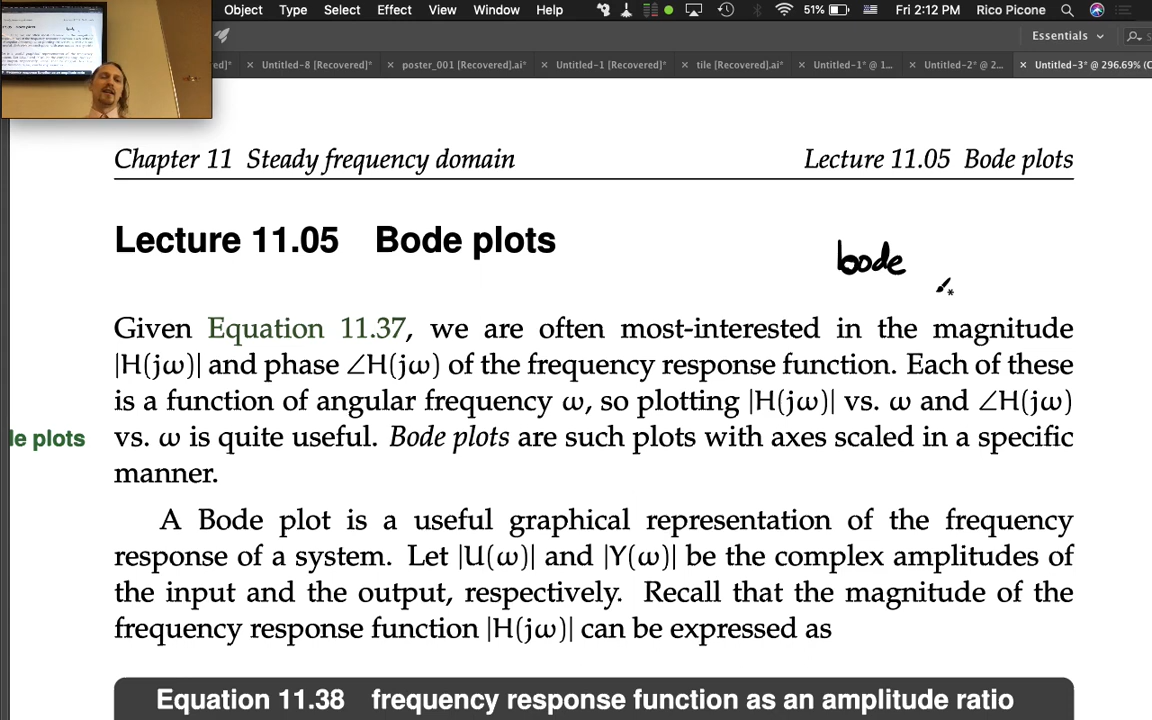 Object Type Select Effect View Window Help 51% Fri 2:12 PM Rico Picone
Essentials
ed]* × Untitled-8 [Recovered]* × poster_001 [Recovered].ai* × Untitled-1 [Recovered]* × tile [Recovered].ai* × Untitled-1* @ 1... × Untitled-2* @ 2... × Untitled-3* @ 296.69% (C
Chapter 11 Steady frequency domain Lecture 11.05 Bode plots
Lecture 11.05 Bode plots
bode
Given Equation 11.37, we are often most-interested in the magnitude
|H(jω)| and phase ∠H(jω) of the frequency response function. Each of these
is a function of angular frequency ω, so plotting |H(jω)| vs. ω and ∠H(jω)
le plots vs. ω is quite useful. Bode plots are such plots with axes scaled in a specific
manner.
A Bode plot is a useful graphical representation of the frequency
response of a system. Let |U(ω)| and |Y(ω)| be the complex amplitudes of
the input and the output, respectively. Recall that the magnitude of the
frequency response function |H(jω)| can be expressed as
Equation 11.38 frequency response function as an amplitude ratio